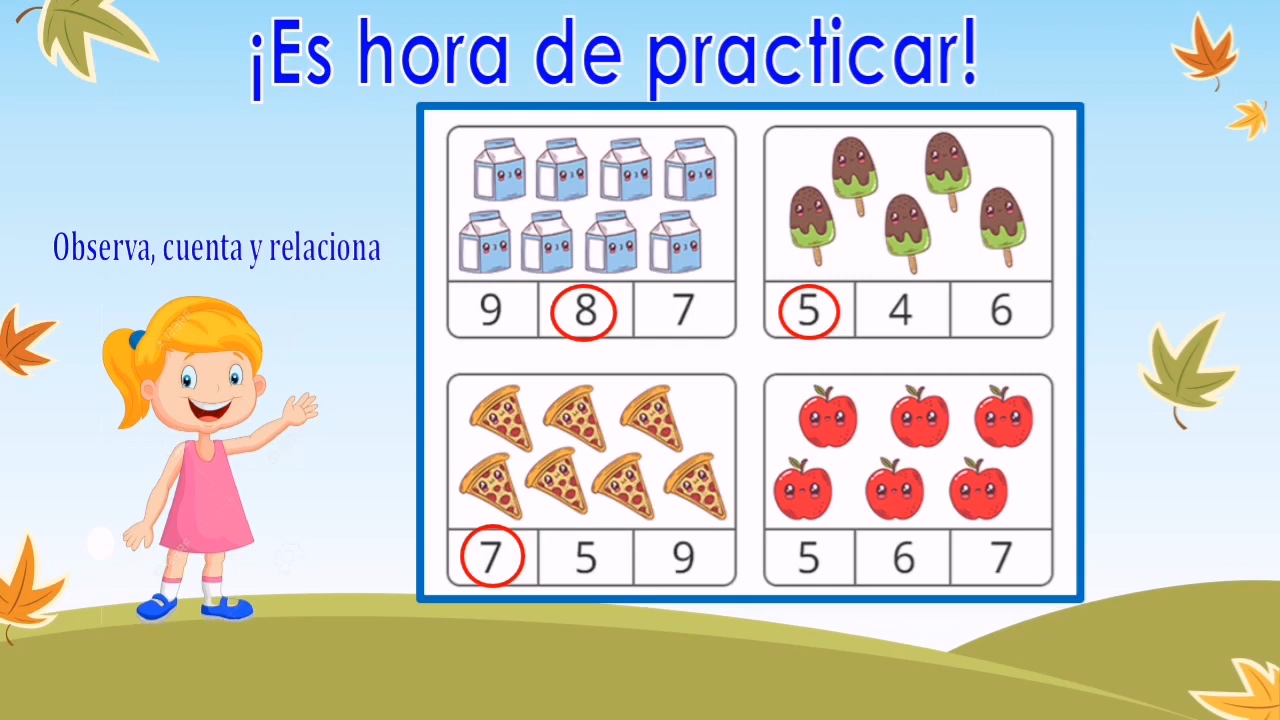 ¡Es hora de practicar!
Observa, cuenta y relaciona
9 8 7
5 4 6
7 5 9
5 6 7